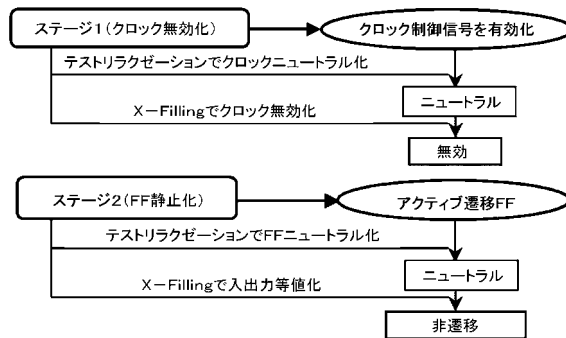 ステージ1(クロック無効化)
クロック制御信号を有効化
テストリラクゼーションでクロックニュートラル化
ニュートラル
X-Fillingでクロック無効化
無効
ステージ2(FF静止化)
アクティブ遷移FF
テストリラクゼーションでFFニュートラル化
ニュートラル
X-Fillingで入出力等値化
非遷移